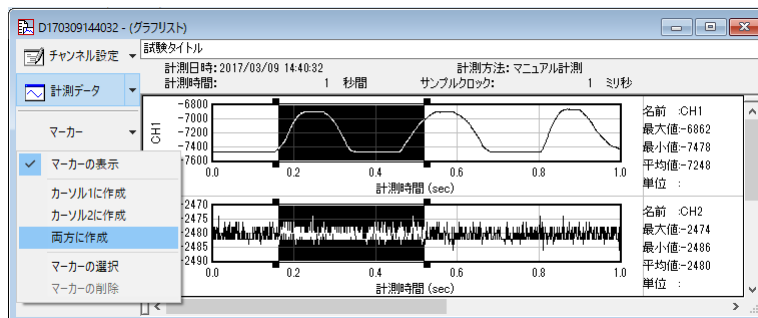 D170309144032 - (グラフリスト)
チャンネル設定
試験タイトル
計測日時:2017/03/09 14:40:32 計測方法:マニュアル計測
計測時間: 1 秒間 サンプルクロック: 1 ミリ秒
計測データ
マーカー
マーカーの表示
カーソル1に作成
カーソル2に作成
両方に作成
マーカーの選択
マーカーの削除
CH1
-6800
-7000
-7200
-7400
-7600
0.0 0.2 0.4 0.6 0.8 1.0
計測時間 (sec)
名前 :CH1
最大値:-6862
最小値:-7478
平均値:-7248
単位 :
-2470
-2475
-2480
-2485
-2490
0.0 0.2 0.4 0.6 0.8 1.0
計測時間 (sec)
名前 :CH2
最大値:-2474
最小値:-2486
平均値:-2480
単位 :